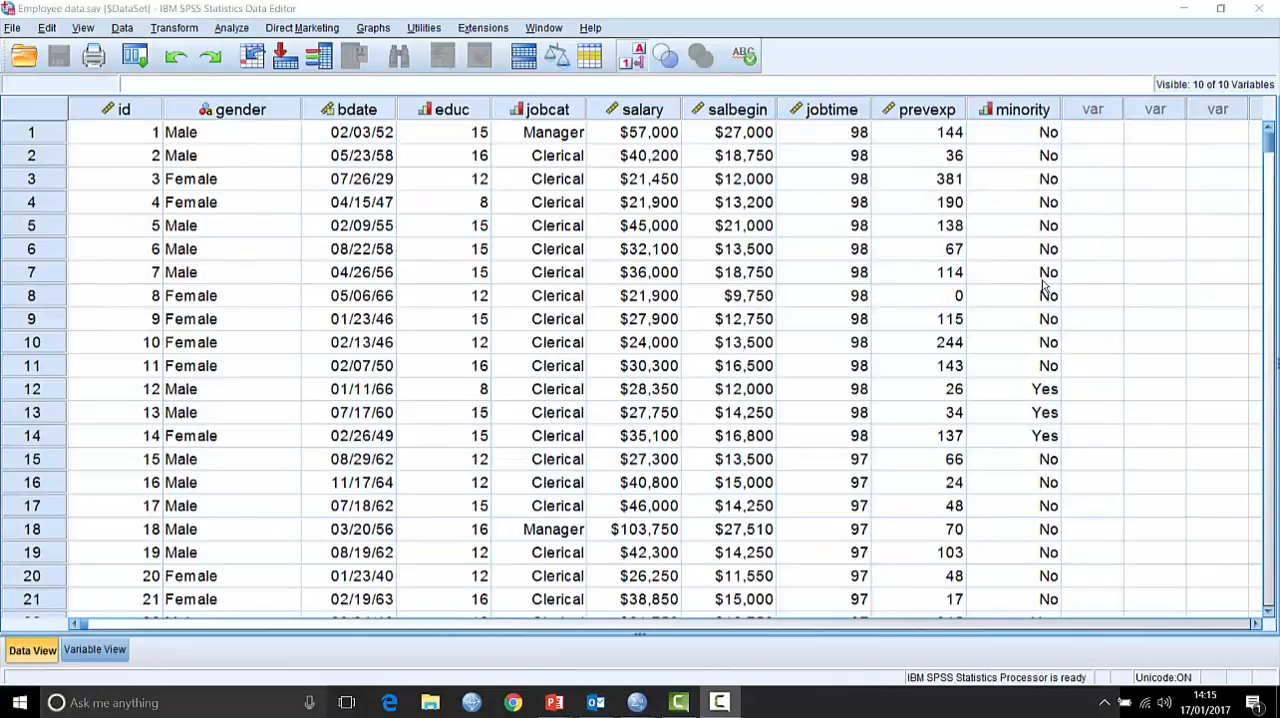 Employee data.sav [$DataSet] - IBM SPSS Statistics Data Editor
File Edit View Data Transform Analyze Direct Marketing Graphs Utilities Extensions Window Help
Visible: 10 of 10 Variables
id gender bdate educ jobcat salary salbegin jobtime prevexp minority var var var
1 1 Male 02/03/52 15 Manager $57,000 $27,000 98 144 No
2 2 Male 05/23/58 16 Clerical $40,200 $18,750 98 36 No
3 3 Female 07/26/29 12 Clerical $21,450 $12,000 98 381 No
4 4 Female 04/15/47 8 Clerical $21,900 $13,200 98 190 No
5 5 Male 02/09/55 15 Clerical $45,000 $21,000 98 138 No
6 6 Male 08/22/58 15 Clerical $32,100 $13,500 98 67 No
7 7 Male 04/26/56 15 Clerical $36,000 $18,750 98 114 No
8 8 Female 05/06/66 12 Clerical $21,900 $9,750 98 0 No
9 9 Female 01/23/46 15 Clerical $27,900 $12,750 98 115 No
10 10 Female 02/13/46 12 Clerical $24,000 $13,500 98 244 No
11 11 Female 02/07/50 16 Clerical $30,300 $16,500 98 143 No
12 12 Male 01/11/66 8 Clerical $28,350 $12,000 98 26 Yes
13 13 Male 07/17/60 15 Clerical $27,750 $14,250 98 34 Yes
14 14 Female 02/26/49 15 Clerical $35,100 $16,800 98 137 Yes
15 15 Male 08/29/62 12 Clerical $27,300 $13,500 97 66 No
16 16 Male 11/17/64 12 Clerical $40,800 $15,000 97 24 No
17 17 Male 07/18/62 15 Clerical $46,000 $14,250 97 48 No
18 18 Male 03/20/56 16 Manager $103,750 $27,510 97 70 No
19 19 Male 08/19/62 12 Clerical $42,300 $14,250 97 103 No
20 20 Female 01/23/40 12 Clerical $26,250 $11,550 97 48 No
21 21 Female 02/19/63 16 Clerical $38,850 $15,000 97 17 No
Data View Variable View
IBM SPSS Statistics Processor is ready Unicode:ON
Ask me anything
14:15
17/01/2017